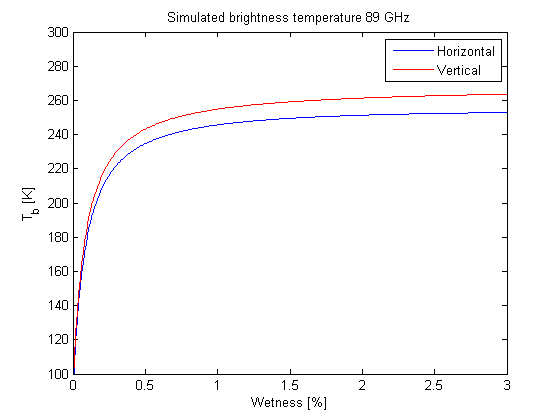 Simulated brightness temperature 89 GHz
Horizontal
Vertical
300
280
260
240
220
200
180
160
140
120
100
T_b [K]
0 0.5 1 1.5 2 2.5 3
Wetness [%]